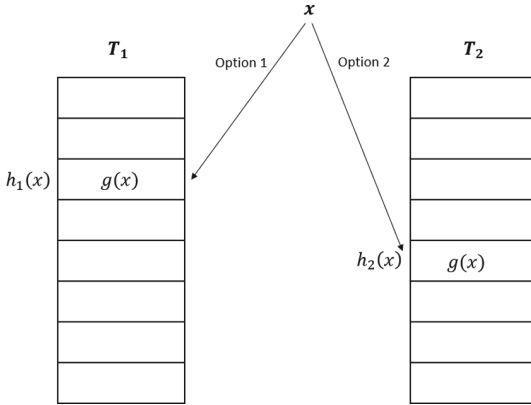 x
T₁
T₂
Option 1
Option 2
h₁(x)
g(x)
h₂(x)
g(x)